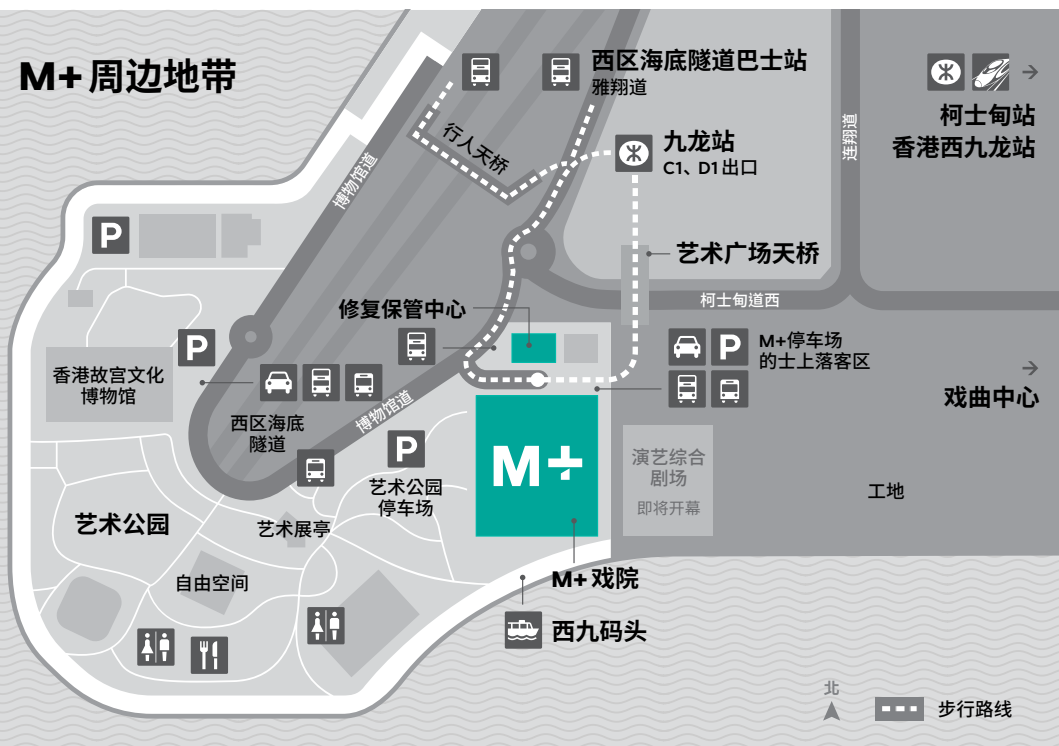 M+ 周边地带
西区海底隧道巴士站
雅翔道
柯士甸站
香港西九龙站
连翔道
九龙站
C1、D1 出口
行人天桥
博物馆道
P
艺术广场天桥
柯士甸道西
修复保管中心
P
P
M+停车场
的士上落客区
香港故宫文化
博物馆
戏曲中心
博物馆道
西区海底
隧道
P
M+
演艺综合
剧场
即将开幕
艺术公园
停车场
工地
艺术公园
艺术展亭
自由空间
M+ 戏院
西九码头
北
步行路线